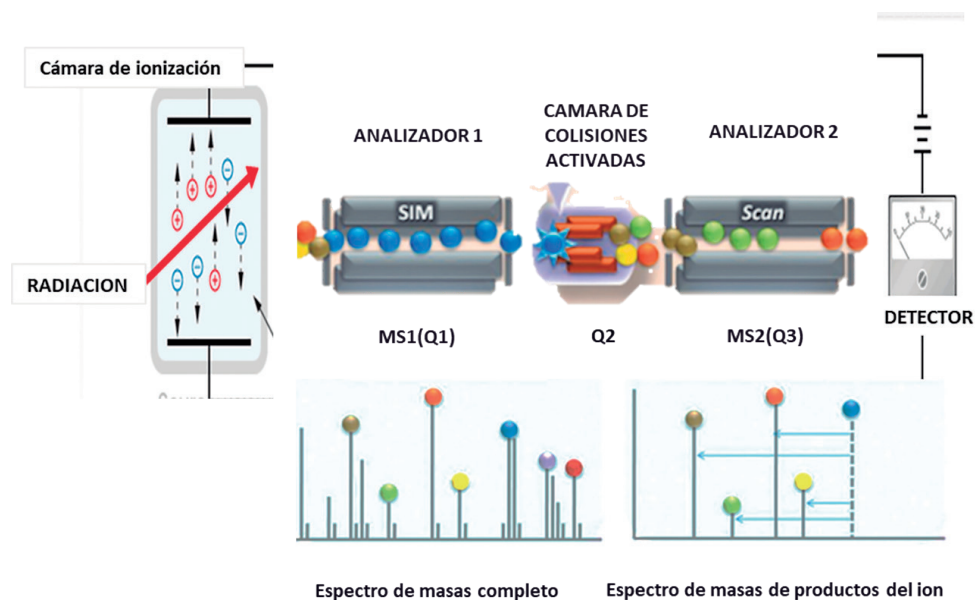 Cámara de ionización
RADIACION
ANALIZADOR 1
CAMARA DE
COLISIONES
ACTIVADAS
ANALIZADOR 2
SIM
Scan
MS1(Q1)
Q2
MS2(Q3)
DETECTOR
Espectro de masas completo
Espectro de masas de productos del ion